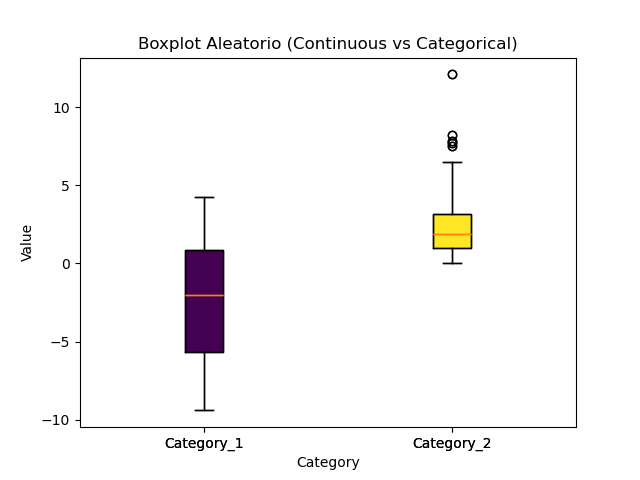 Boxplot Aleatorio (Continuous vs Categorical)
10
5
0
−5
−10
Value
Category_1
Category_2
Category